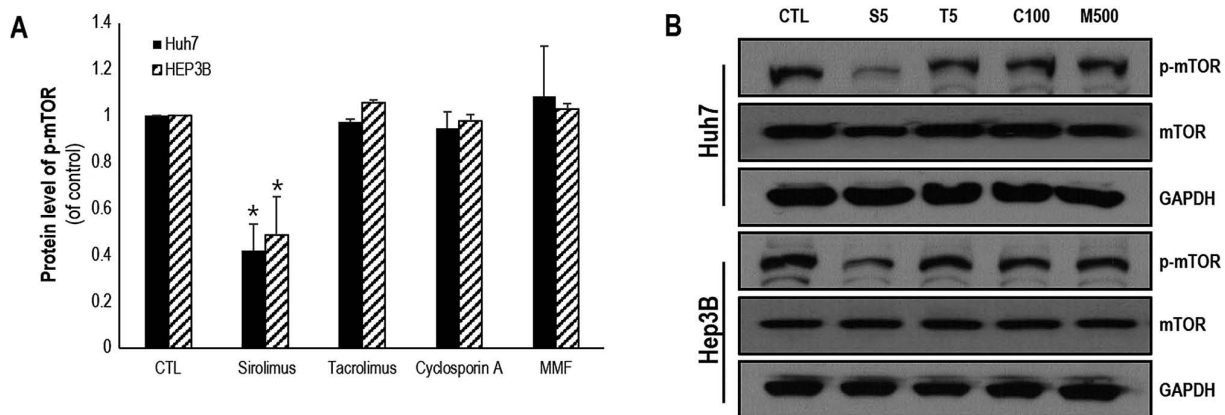 A
Protein level of p-mTOR
(of control)
1.4
1.2
1
0.8
0.6
0.4
0.2
0
Huh7
HEP3B
*
*
CTL Sirolimus Tacrolimus Cyclosporin A MMF
B
CTL S5 T5 C100 M500
Huh7
p-mTOR
mTOR
GAPDH
Hep3B
p-mTOR
mTOR
GAPDH